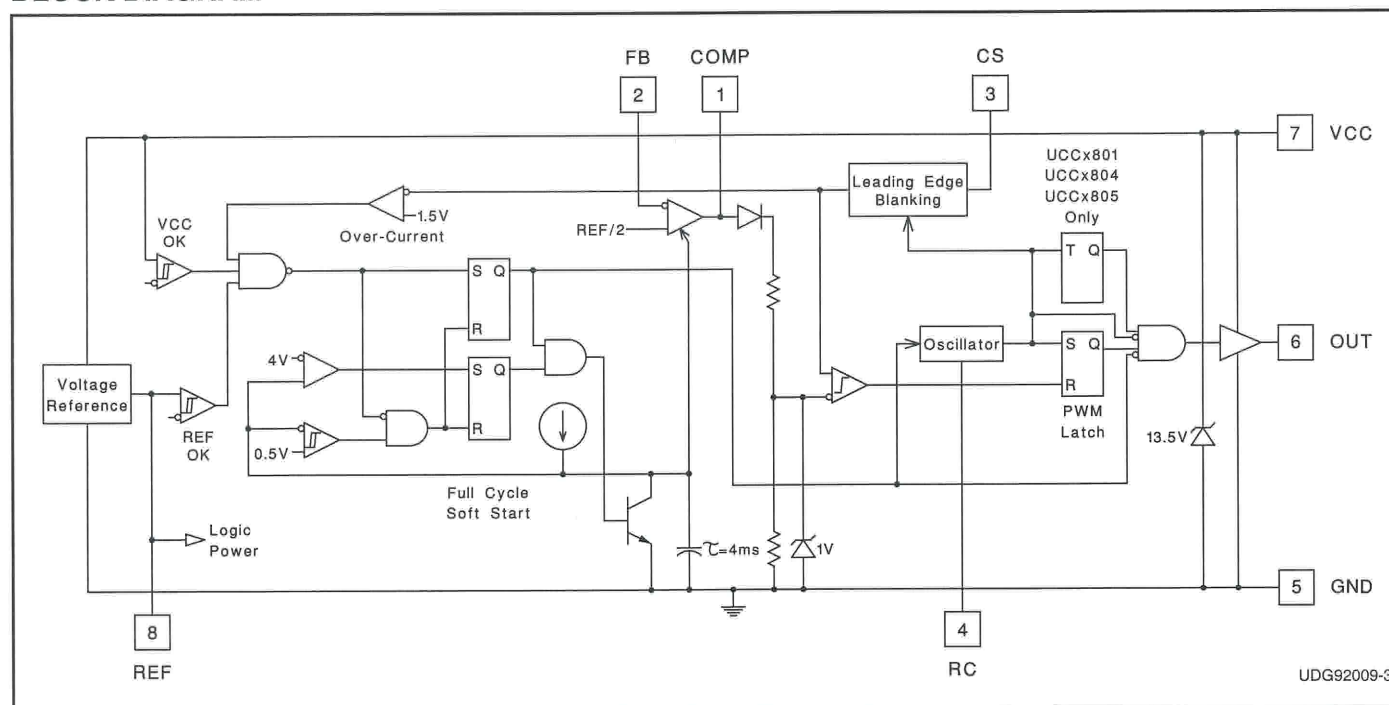 FB COMP CS
2 1 3
7 VCC
UCCx801
UCCx804
UCCx805
Only
Leading Edge
Blanking
1.5V
Over-Current
VCC
OK
REF/2
T Q
S Q
R
4V
S Q
R
Oscillator
S Q
R
PWM
Latch
6 OUT
Voltage
Reference
REF
OK
0.5V
13.5V
Full Cycle
Soft Start
Logic
Power
τ=4ms
1V
5 GND
8
REF
4
RC
UDG92009-3